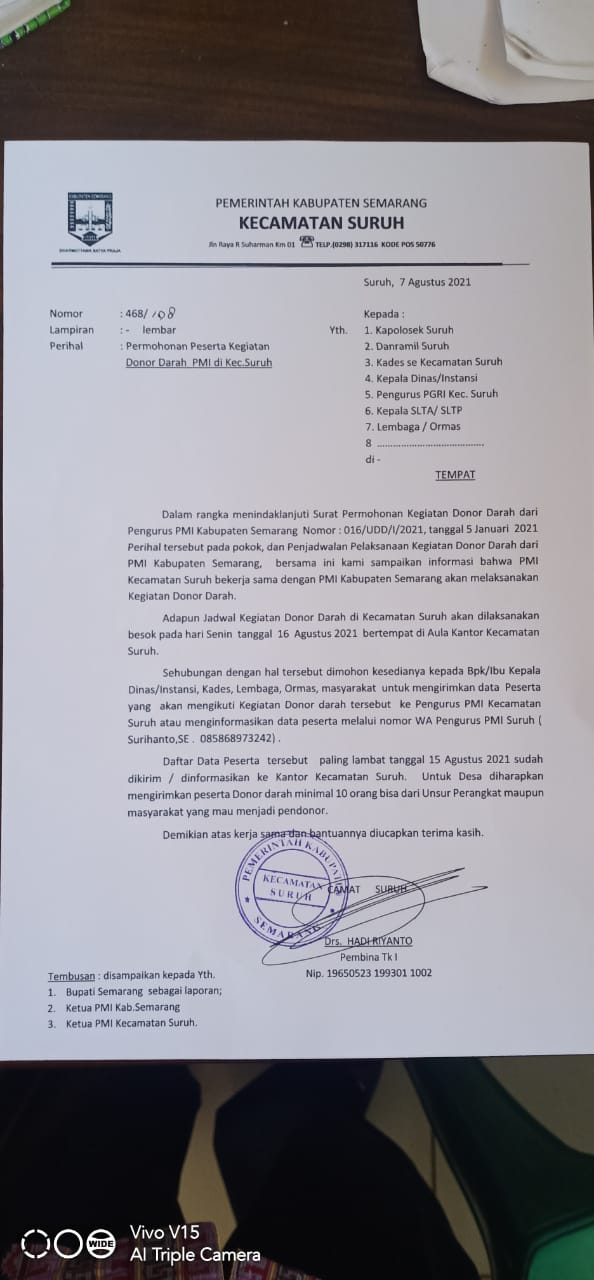 KABUPATEN SEMARANG
DHARMOTTAMA SATYA PRAJA
PEMERINTAH KABUPATEN SEMARANG
KECAMATAN SURUH
Jln Raya R Suharman Km 01 ☎ TELP.(0298) 317116 KODE POS 50776
Suruh, 7 Agustus 2021
Nomor : 468/108
Lampiran : - lembar
Perihal : Permohonan Peserta Kegiatan
Donor Darah PMI di Kec.Suruh
Kepada :
Yth. 1. Kapolosek Suruh
2. Danramil Suruh
3. Kades se Kecamatan Suruh
4. Kepala Dinas/Instansi
5. Pengurus PGRI Kec. Suruh
6. Kepala SLTA/ SLTP
7. Lembaga / Ormas
8 ........................................
di -
TEMPAT
Dalam rangka menindaklanjuti Surat Permohonan Kegiatan Donor Darah dari
Pengurus PMI Kabupaten Semarang Nomor : 016/UDD/I/2021, tanggal 5 Januari 2021
Perihal tersebut pada pokok, dan Penjadwalan Pelaksanaan Kegiatan Donor Darah dari
PMI Kabupaten Semarang, bersama ini kami sampaikan informasi bahwa PMI
Kecamatan Suruh bekerja sama dengan PMI Kabupaten Semarang akan melaksanakan
Kegiatan Donor Darah.
Adapun Jadwal Kegiatan Donor Darah di Kecamatan Suruh akan dilaksanakan
besok pada hari Senin tanggal 16 Agustus 2021 bertempat di Aula Kantor Kecamatan
Suruh.
Sehubungan dengan hal tersebut dimohon kesedianya kepada Bpk/Ibu Kepala
Dinas/Instansi, Kades, Lembaga, Ormas, masyarakat untuk mengirimkan data Peserta
yang akan mengikuti Kegiatan Donor darah tersebut ke Pengurus PMI Kecamatan
Suruh atau menginformasikan data peserta melalui nomor WA Pengurus PMI Suruh (
Surihanto,SE . 085868973242) .
Daftar Data Peserta tersebut paling lambat tanggal 15 Agustus 2021 sudah
dikirim / dinformasikan ke Kantor Kecamatan Suruh. Untuk Desa diharapkan
mengirimkan peserta Donor darah minimal 10 orang bisa dari Unsur Perangkat maupun
masyarakat yang mau menjadi pendonor.
Demikian atas kerja sama dan bantuannya diucapkan terima kasih.
PEMERINTAH KABUPATEN
KECAMATAN
SURUH
SEMARANG
CAMAT SURUH
Drs. HADI RIYANTO
Pembina Tk I
Nip. 19650523 199301 1002
Tembusan : disampaikan kepada Yth.
1. Bupati Semarang sebagai laporan;
2. Ketua PMI Kab.Semarang
3. Ketua PMI Kecamatan Suruh.
WIDE
Vivo V15
AI Triple Camera